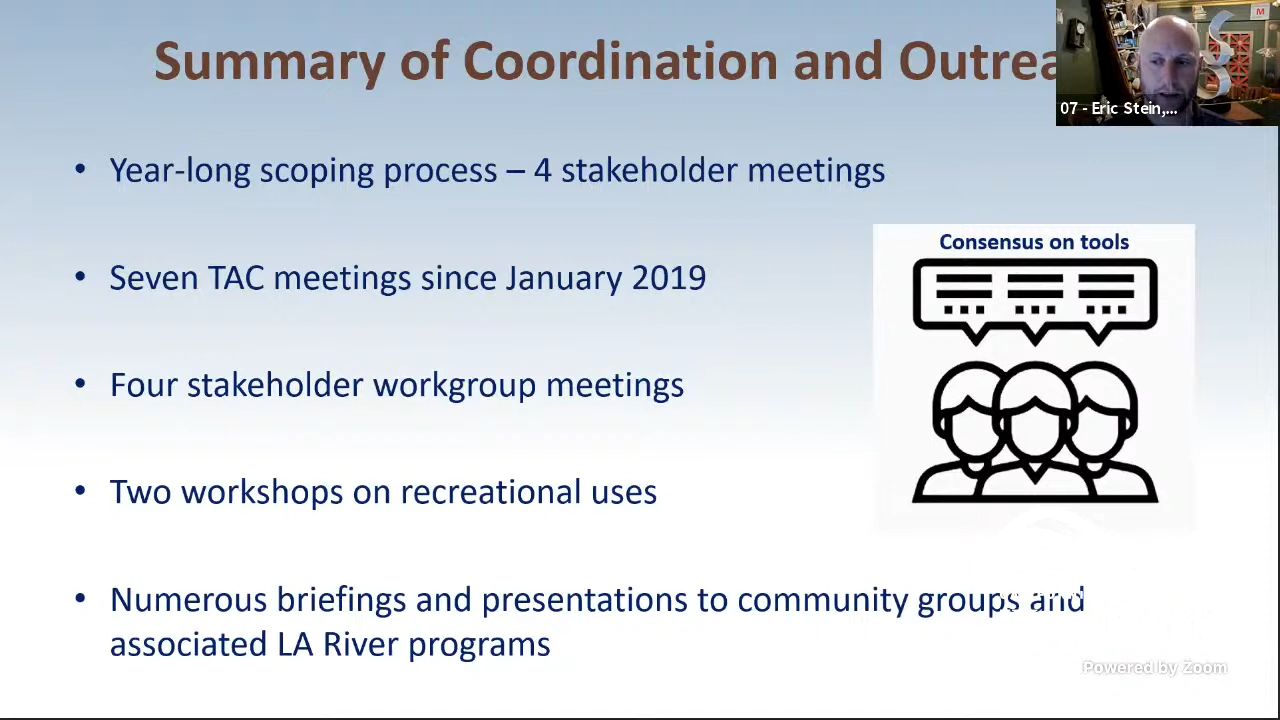 Summary of Coordination and Outrea
M
07 - Eric Stein,...
• Year-long scoping process – 4 stakeholder meetings
Consensus on tools
• Seven TAC meetings since January 2019
• Four stakeholder workgroup meetings
• Two workshops on recreational uses
• Numerous briefings and presentations to community groups and
associated LA River programs
Powered by Zoom